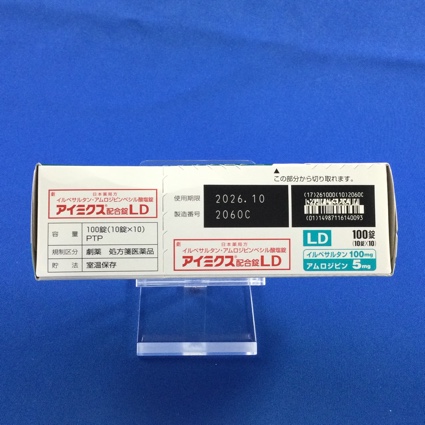 劇 日本薬局方
イルベサルタン・アムロジピンベシル酸塩錠
アイミクス®配合錠LD
容量 100錠(10錠×10)
PTP
規制区分 劇薬 処方箋医薬品
貯法 室温保存
▲
この部分から切り取れます。
使用期限 2026.10
製造番号 2060C
(17)261000(10)2060C
(01)14987116140093
劇 日本薬局方
イルベサルタン・アムロジピンベシル酸塩錠
アイミクス®配合錠LD
LD 100錠
(10錠×10)
イルベサルタン 100mg
アムロジピン 5mg